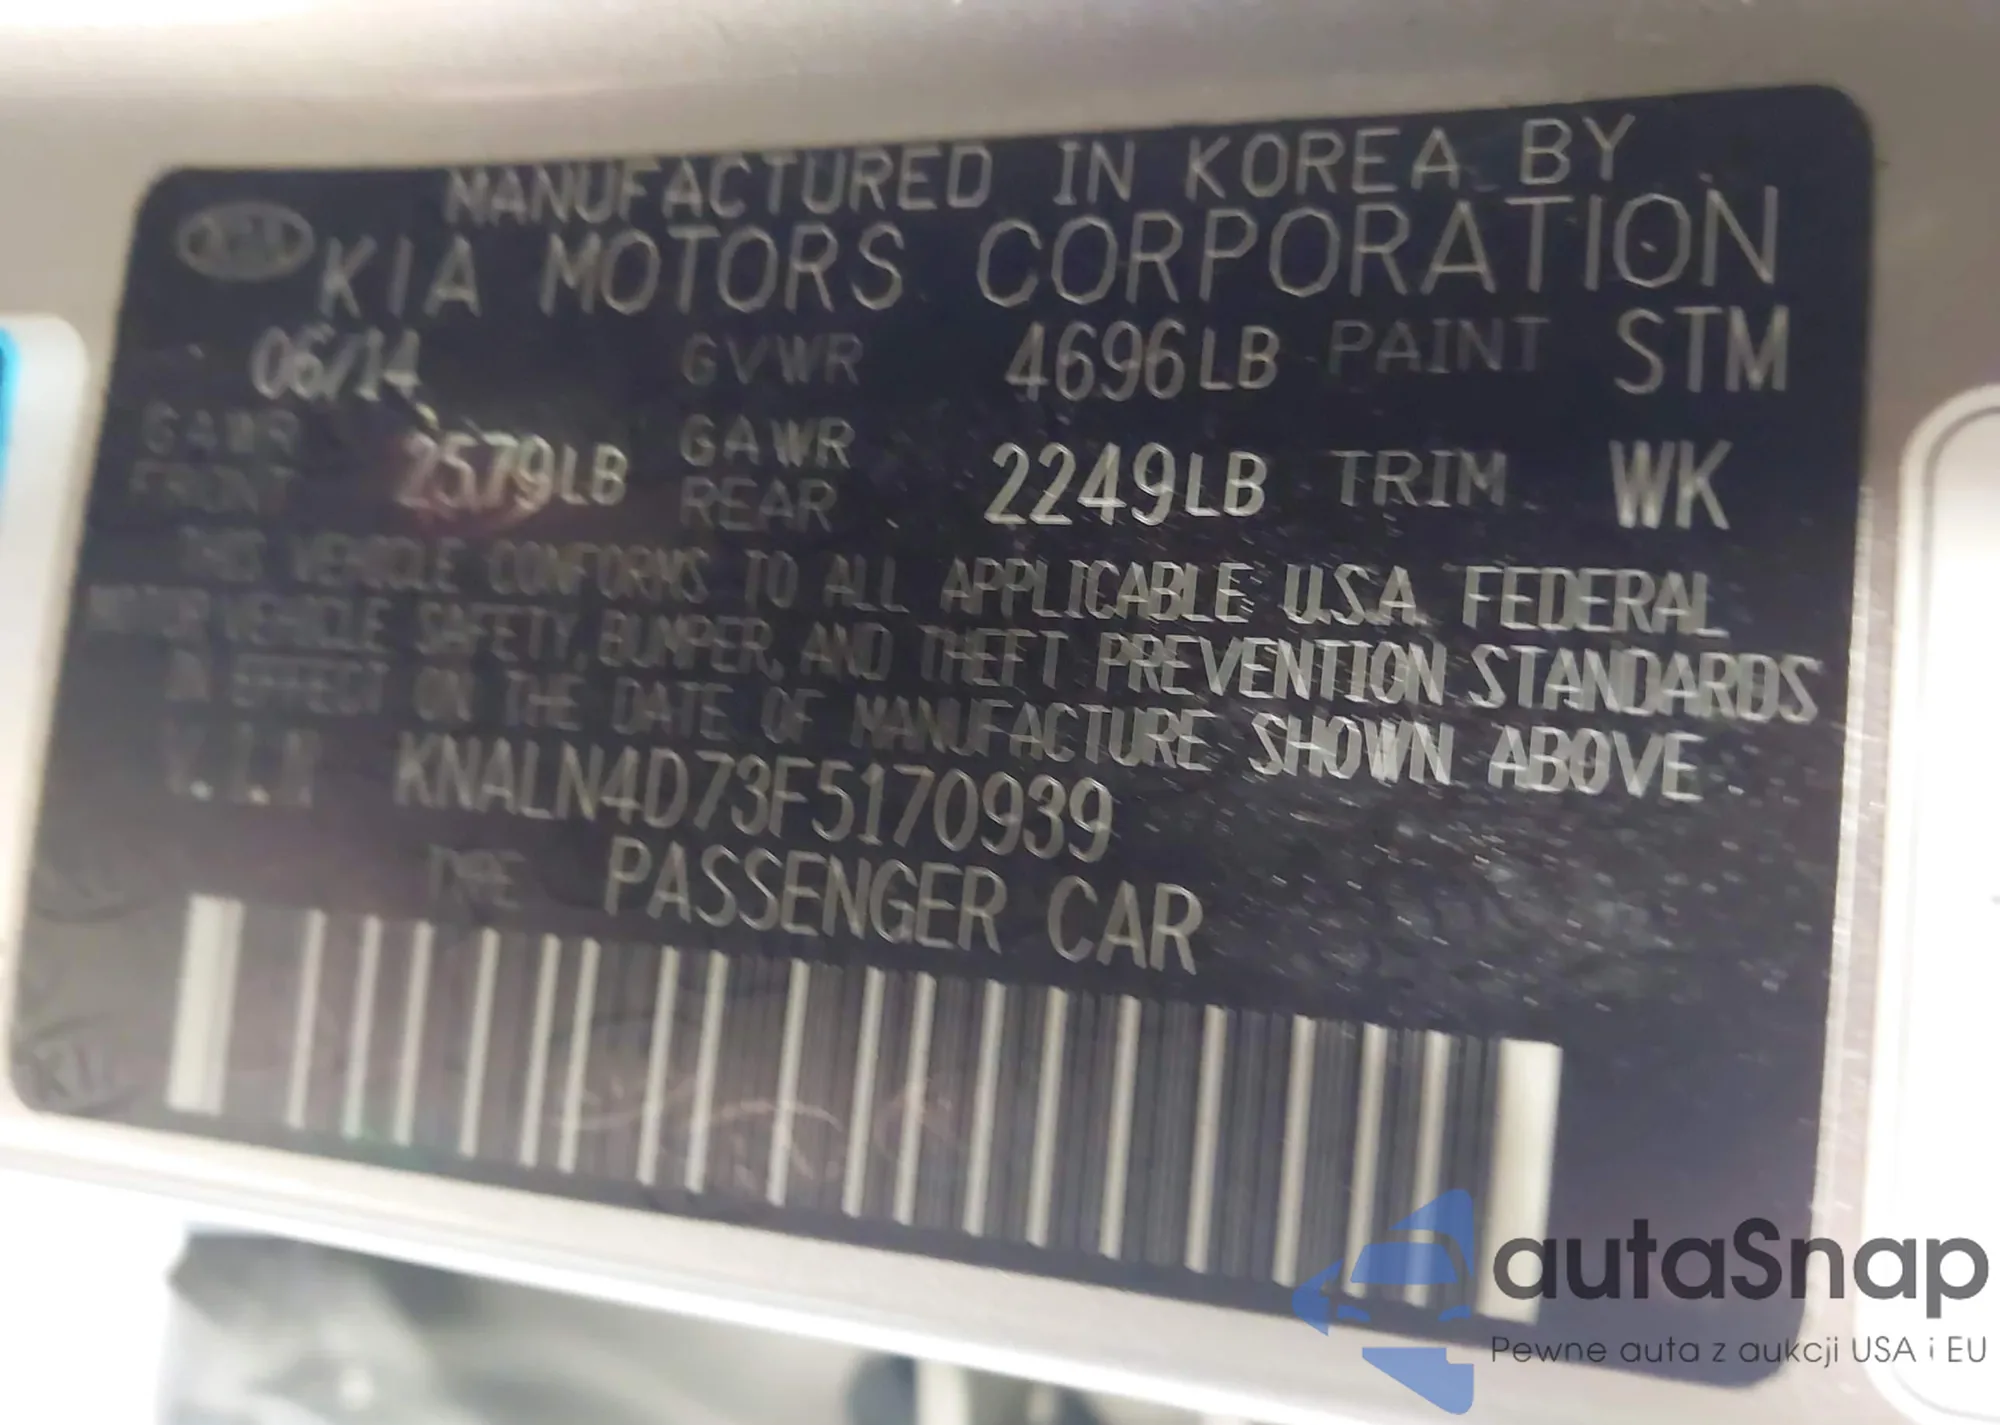 MANUFACTURED IN KOREA BY
KIA KIA MOTORS CORPORATION
06/14 GVWR 4696LB PAINT STM
GAWR FRONT 2579LB GAWR REAR 2249LB TRIM WK
THIS VEHICLE CONFORMS TO ALL APPLICABLE U.S.A. FEDERAL
MOTOR VEHICLE SAFETY, BUMPER, AND THEFT PREVENTION STANDARDS
IN EFFECT ON THE DATE OF MANUFACTURE SHOWN ABOVE
V.I.N KNALN4D73F5170939
TYPE PASSENGER CAR
autaSnap
Pewne auta z aukcji USA i EU